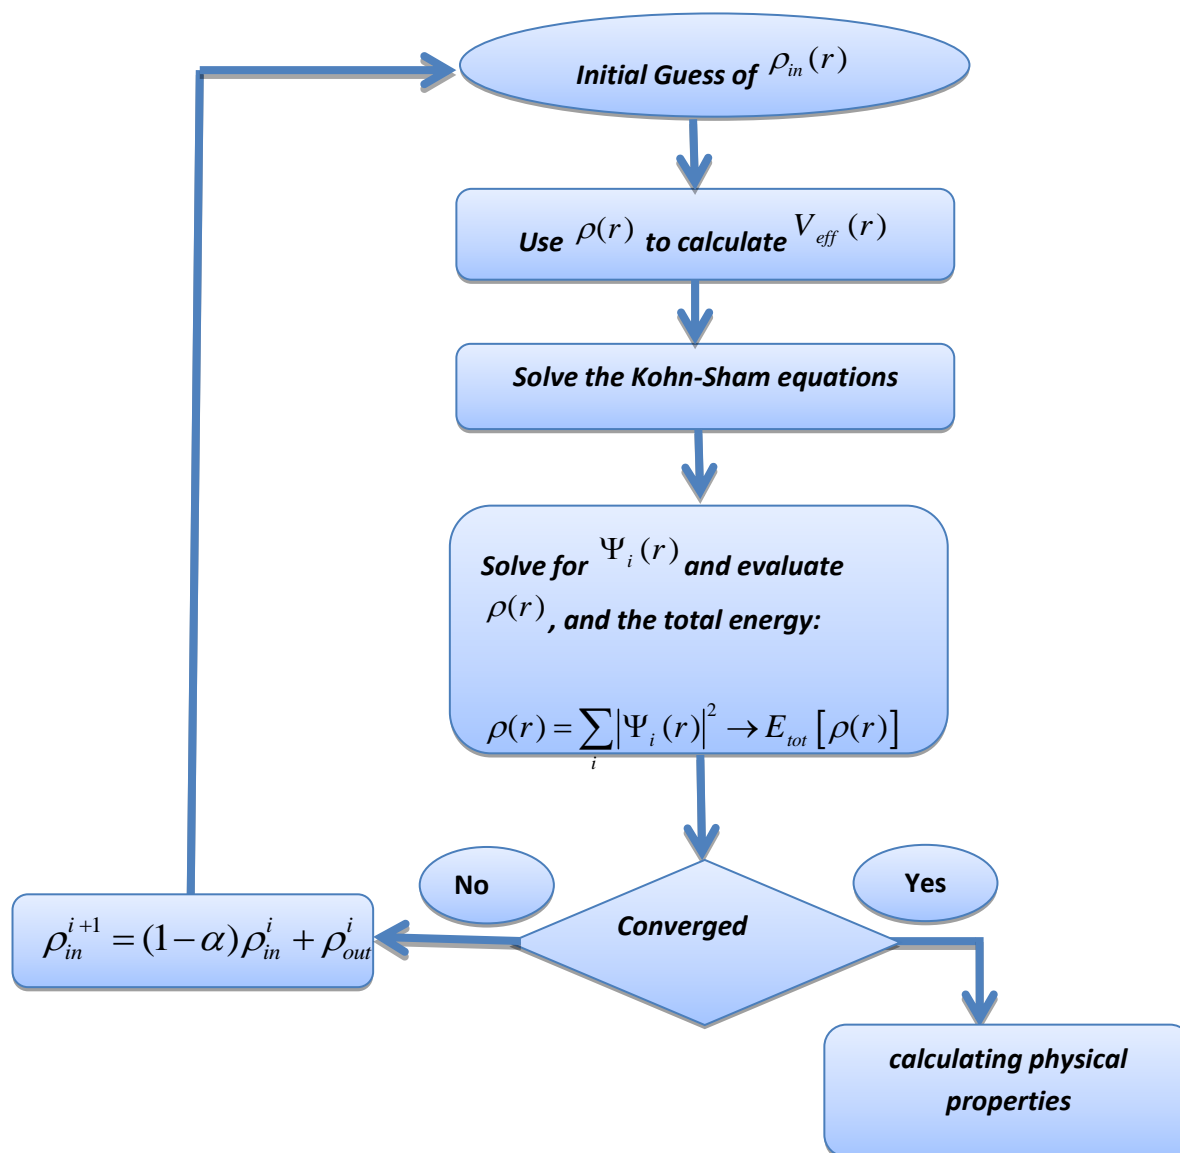 Initial Guess of ρ_in(r)
Use ρ(r) to calculate V_eff(r)
Solve the Kohn-Sham equations
Solve for Ψ_i(r) and evaluate
ρ(r), and the total energy:
ρ(r) = ∑_i |Ψ_i(r)|^2 → E_tot [ρ(r)]
No
Yes
Converged
ρ_in^{i+1} = (1-α)ρ_in^i + ρ_out^i
calculating physical
properties